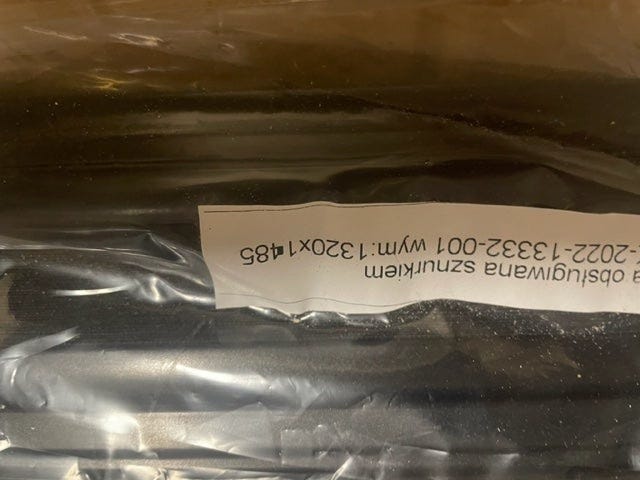 a obsługiwana sznurkiem
-2022-13332-001 wym:1320x1485